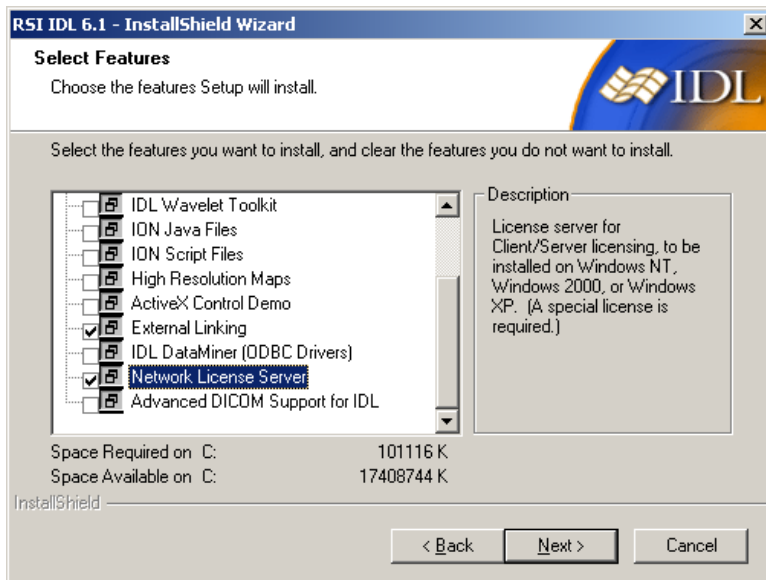 RSI IDL 6.1 - InstallShield Wizard
Select Features
Choose the features Setup will install.
IDL
Select the features you want to install, and clear the features you do not want to install.
IDL Wavelet Toolkit
ION Java Files
ION Script Files
High Resolution Maps
ActiveX Control Demo
External Linking
IDL DataMiner (ODBC Drivers)
Network License Server
Advanced DICOM Support for IDL
Description
License server for
Client/Server licensing, to be
installed on Windows NT,
Windows 2000, or Windows
XP. (A special license is
required.)
Space Required on C: 101116 K
Space Available on C: 17408744 K
InstallShield
< Back
Next >
Cancel